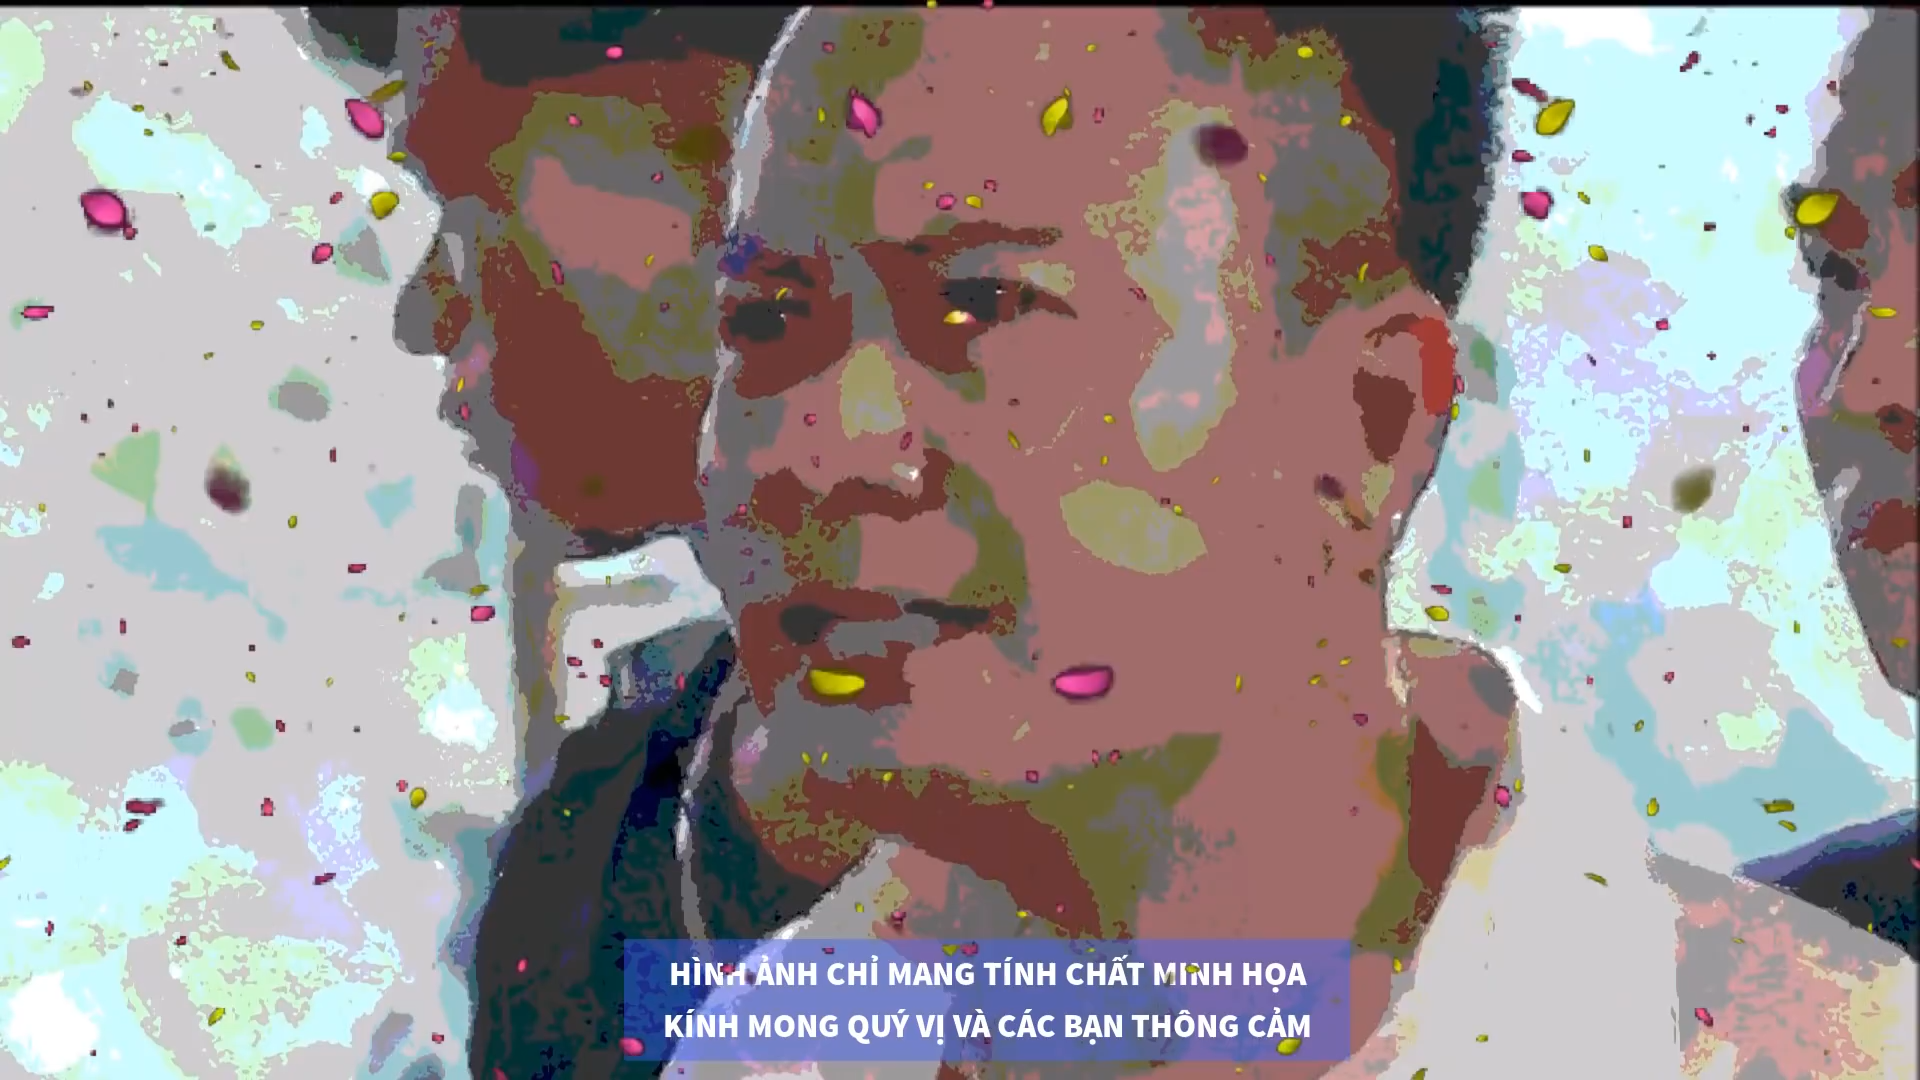 HÌNH ẢNH CHỈ MANG TÍNH CHẤT MINH HỌA
KÍNH MONG QUÝ VỊ VÀ CÁC BẠN THÔNG CẢM